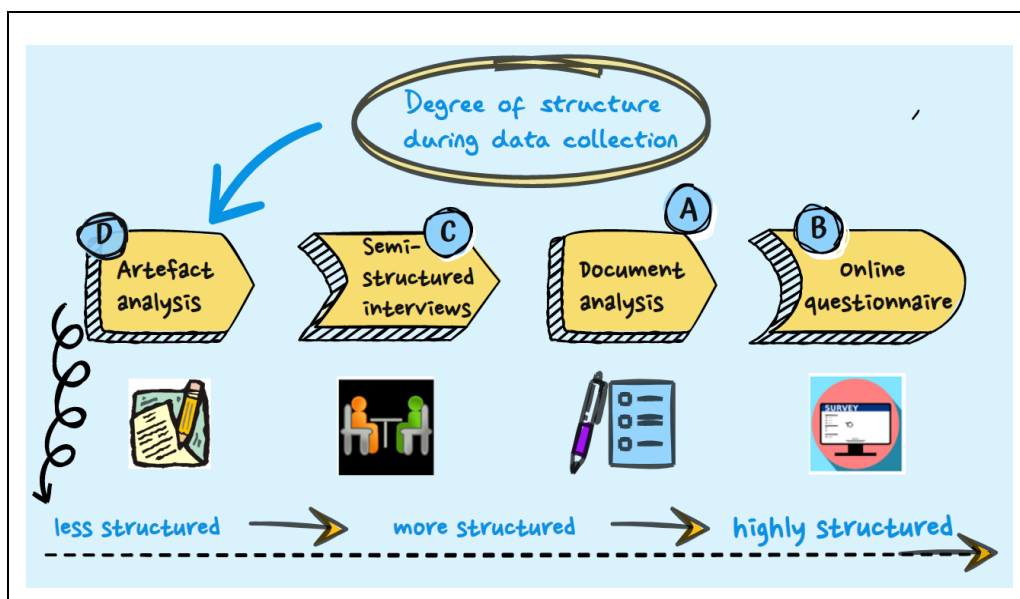 Degree of structure
during data collection
D
Artefact
analysis
C
Semi-
structured
interviews
A
Document
analysis
B
Online
questionnaire
SURVEY
less structured
more structured
highly structured